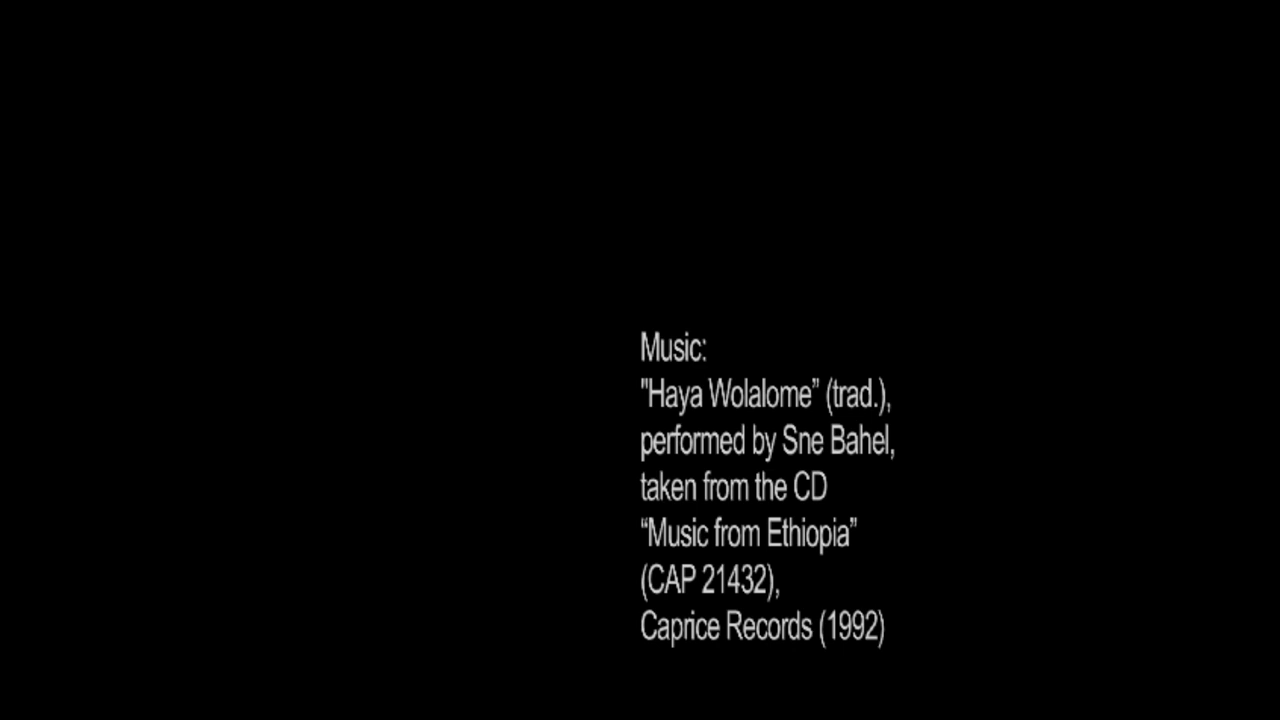 Music:
"Haya Wolalome” (trad.),
performed by Sne Bahel,
taken from the CD
“Music from Ethiopia”
(CAP 21432),
Caprice Records (1992)